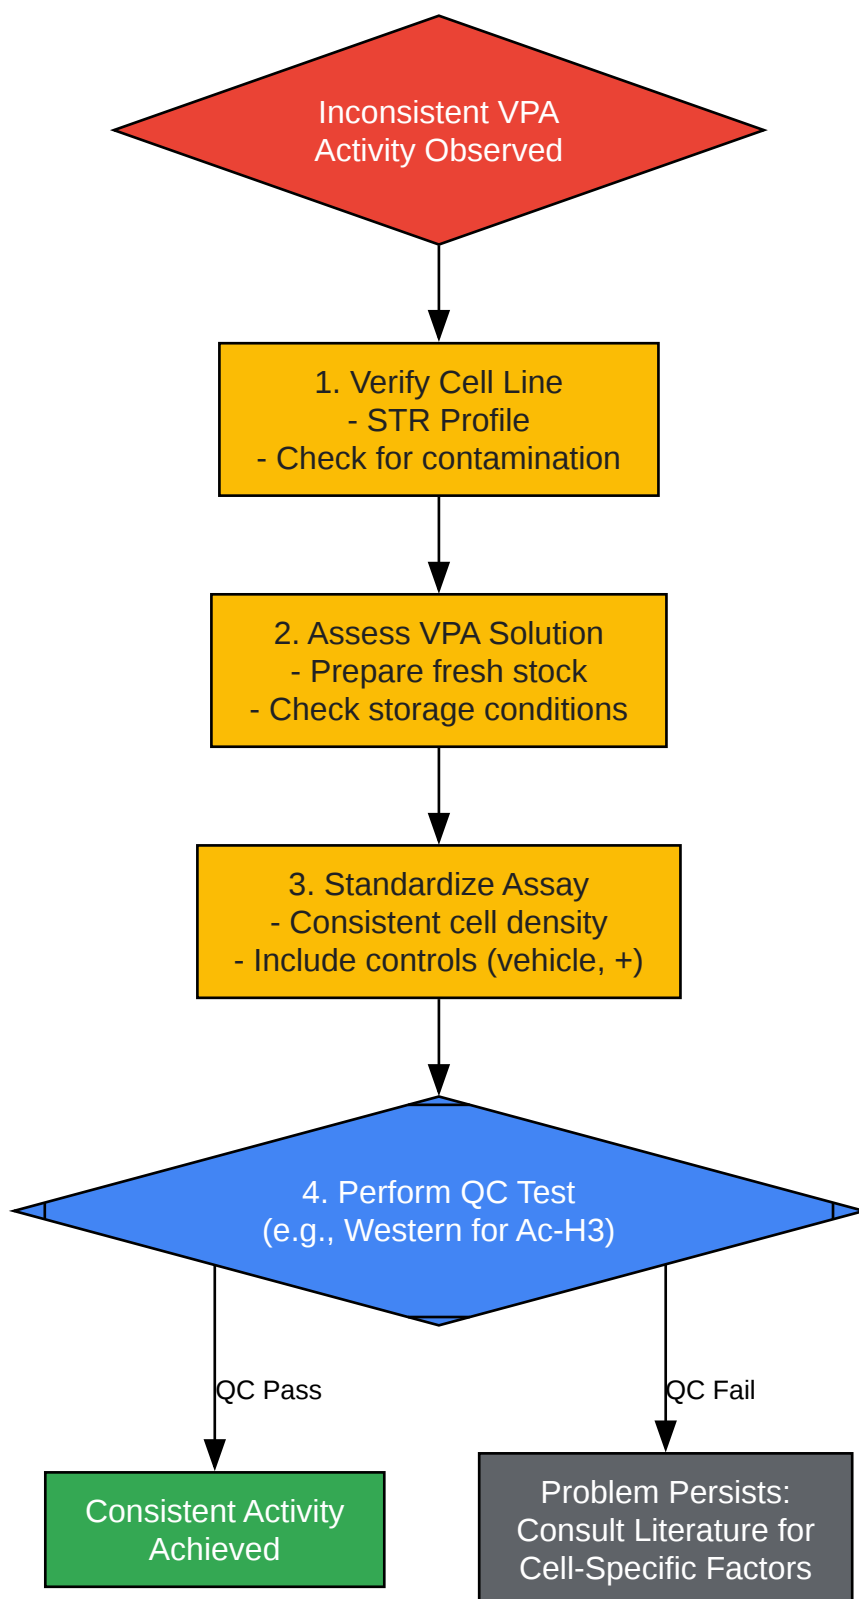 Inconsistent VPA
Activity Observed
1. Verify Cell Line
- STR Profile
- Check for contamination
2. Assess VPA Solution
- Prepare fresh stock
- Check storage conditions
3. Standardize Assay
- Consistent cell density
- Include controls (vehicle, +)
4. Perform QC Test
(e.g., Western for Ac-H3)
QC Pass
QC Fail
Consistent Activity
Achieved
Problem Persists:
Consult Literature for
Cell-Specific Factors